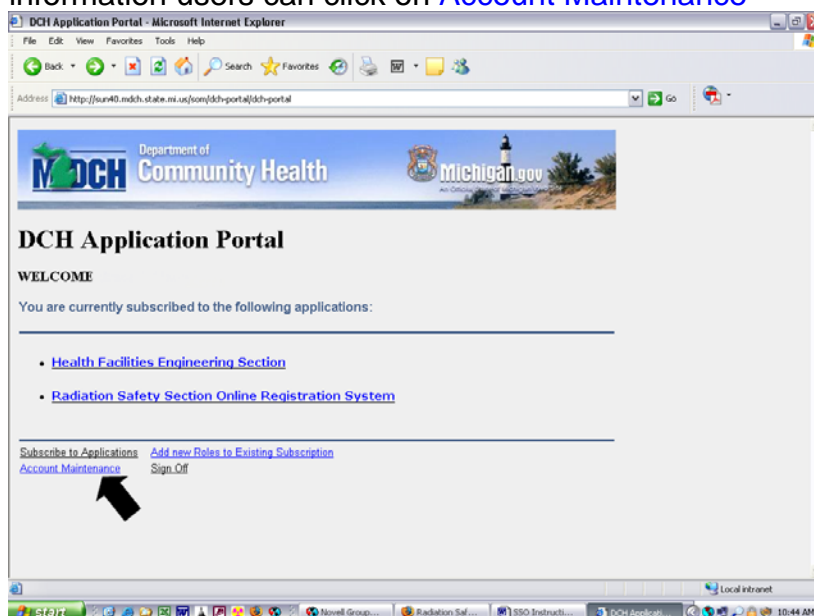 information users can click on Account Maintenance
DCH Application Portal - Microsoft Internet Explorer
File Edit View Favorites Tools Help
Back Search Favorites
Address http://sun40.mdch.state.mi.us/som/dch-portal/dch-portal Go
MDCH Department of Community Health Michigan.gov
DCH Application Portal
WELCOME
You are currently subscribed to the following applications:
• Health Facilities Engineering Section
• Radiation Safety Section Online Registration System
Subscribe to Applications Add new Roles to Existing Subscription
Account Maintenance Sign Off
Local intranet
start Novell Group... Radiation Saf... SSO Instructi... DCH Applicati... 10:44 AM